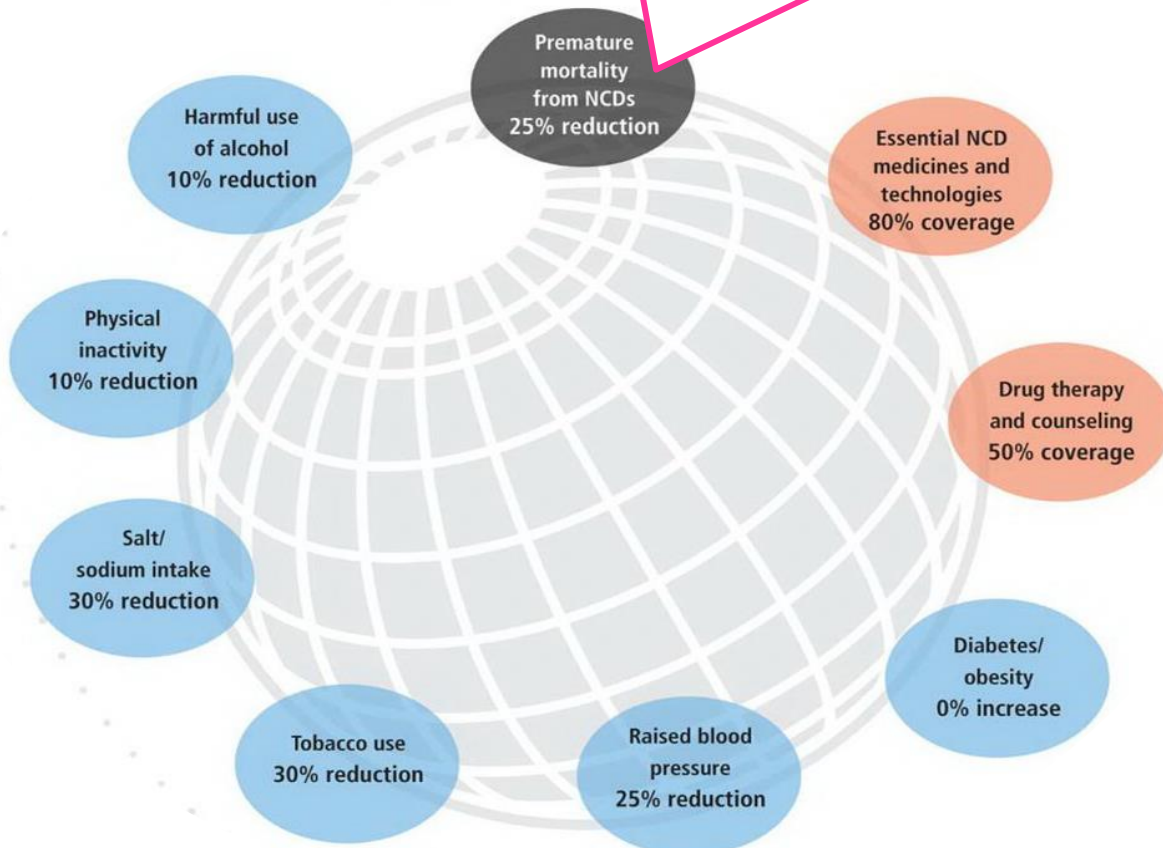 Premature
mortality
from NCDs
25% reduction
Harmful use
of alcohol
10% reduction
Essential NCD
medicines and
technologies
80% coverage
Physical
inactivity
10% reduction
Drug therapy
and counseling
50% coverage
Salt/
sodium intake
30% reduction
Diabetes/
obesity
0% increase
Tobacco use
30% reduction
Raised blood
pressure
25% reduction